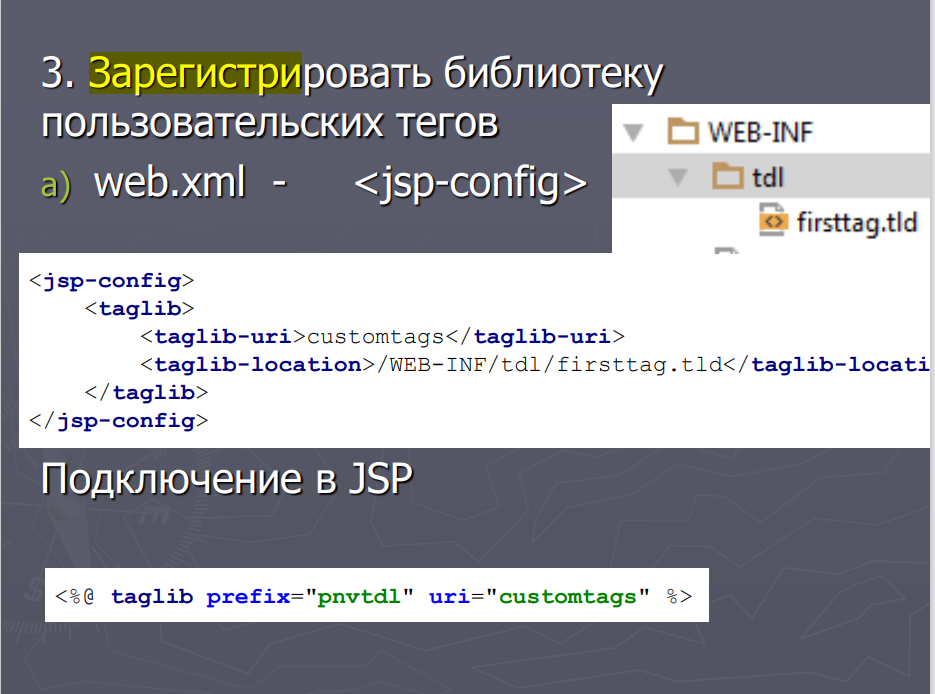 3. Зарегистрировать библиотеку
пользовательских тегов
a) web.xml - <jsp-config>
WEB-INF
tdl
firsttag.tld
<jsp-config>
<taglib>
<taglib-uri>customtags</taglib-uri>
<taglib-location>/WEB-INF/tdl/firsttag.tld</taglib-locati
</taglib>
</jsp-config>
Подключение в JSP
<%@ taglib prefix="pnvtdl" uri="customtags" %>